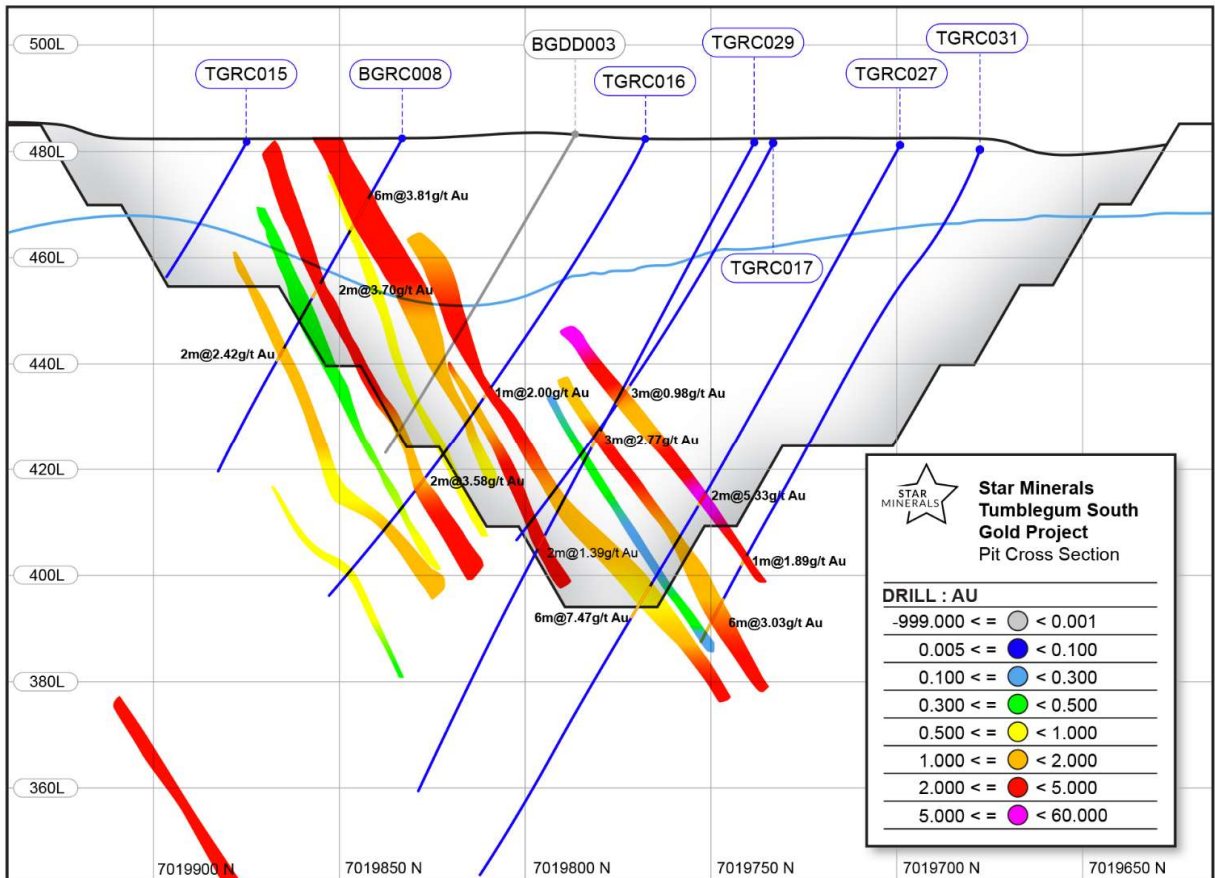 500L
BGDD003
TGRC029
TGRC031
TGRC015
BGRC008
TGRC016
TGRC027
480L
6m@3.81g/t Au
460L
TGRC017
2m@3.70g/t Au
2m@2.42g/t Au
440L
1m@2.00g/t Au
3m@0.98g/t Au
3m@2.77g/t Au
420L
2m@3.58g/t Au
2m@5.33g/t Au
2m@1.39g/t Au
1m@1.89g/t Au
400L
6m@7.47g/t Au
6m@3.03g/t Au
380L
360L
7019900 N
7019850 N
7019800 N
7019750 N
7019700 N
7019650 N
STAR
MINERALS
Star Minerals
Tumblegum South
Gold Project
Pit Cross Section
DRILL : AU
-999.000 < = < 0.001
0.005 < = < 0.100
0.100 < = < 0.300
0.300 < = < 0.500
0.500 < = < 1.000
1.000 < = < 2.000
2.000 < = < 5.000
5.000 < = < 60.000